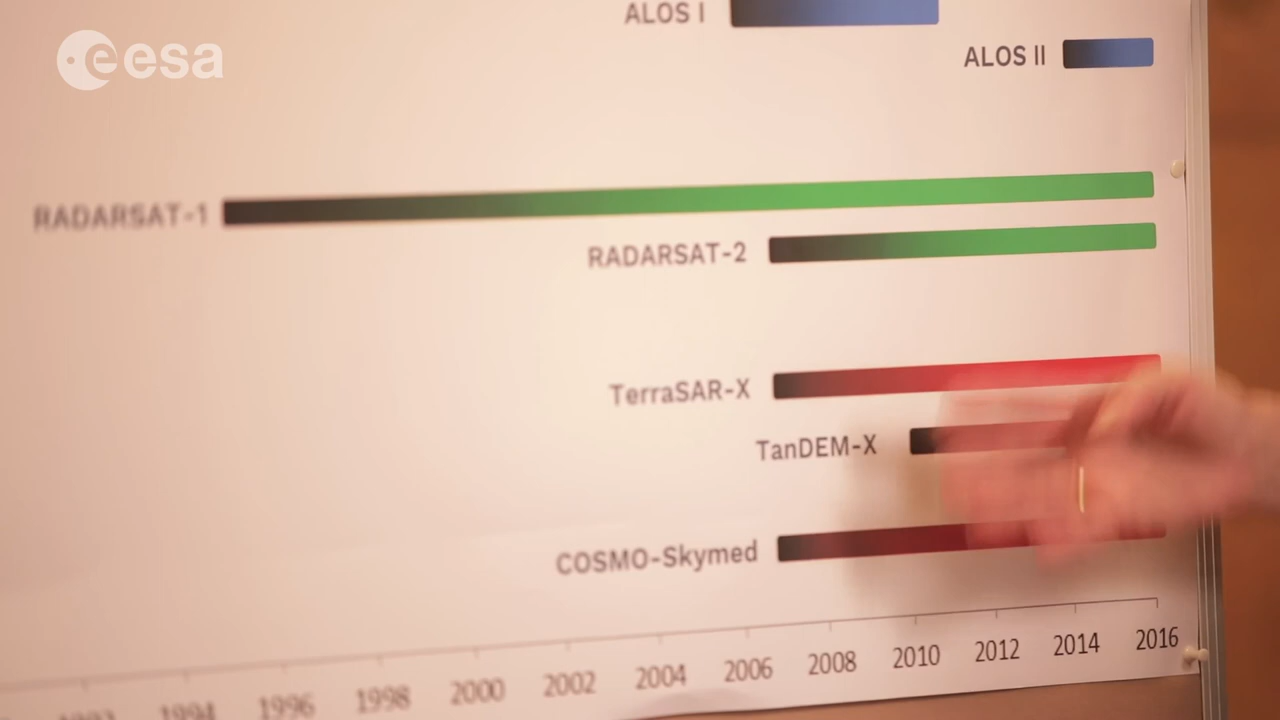 esa
ALOS I
ALOS II
RADARSAT-1
RADARSAT-2
TerraSAR-X
TanDEM-X
COSMO-Skymed
1994 1996 1998 2000 2002 2004 2006 2008 2010 2012 2014 2016